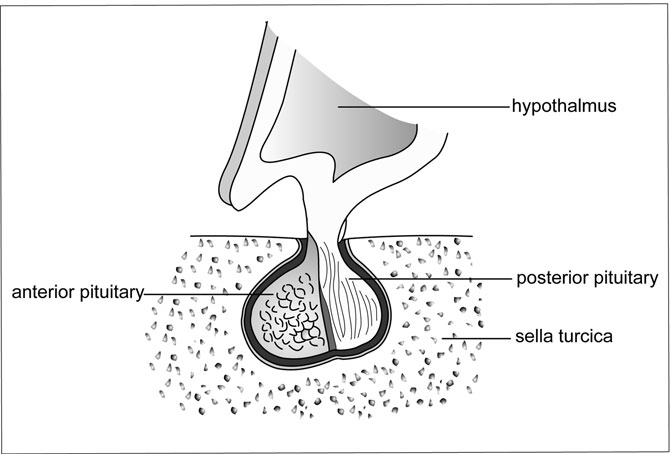 hypothalmus
posterior pituitary
anterior pituitary
sella turcica